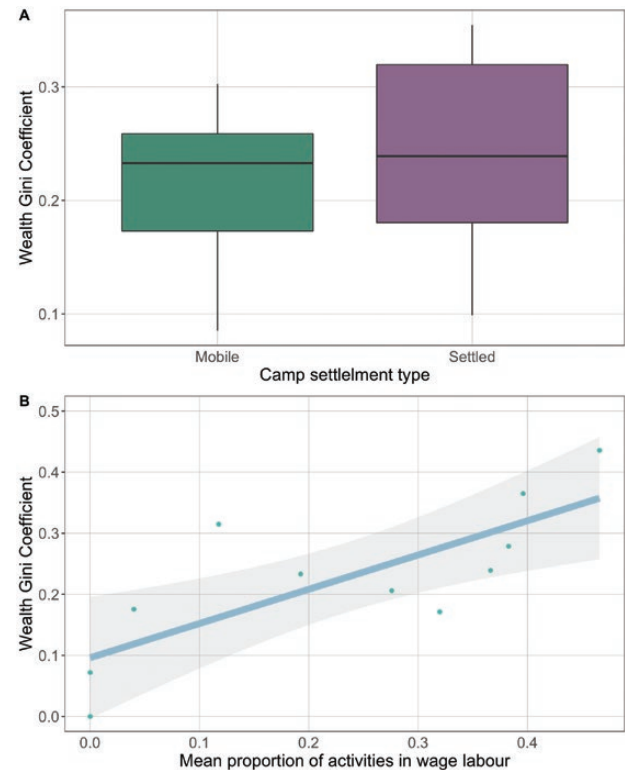 A
Wealth Gini Coefficient
0.3
0.2
0.1
Mobile
Settled
Camp settlelment type
B
Wealth Gini Coefficient
0.5
0.4
0.3
0.2
0.1
0.0
0.0
0.1
0.2
0.3
0.4
Mean proportion of activities in wage labour